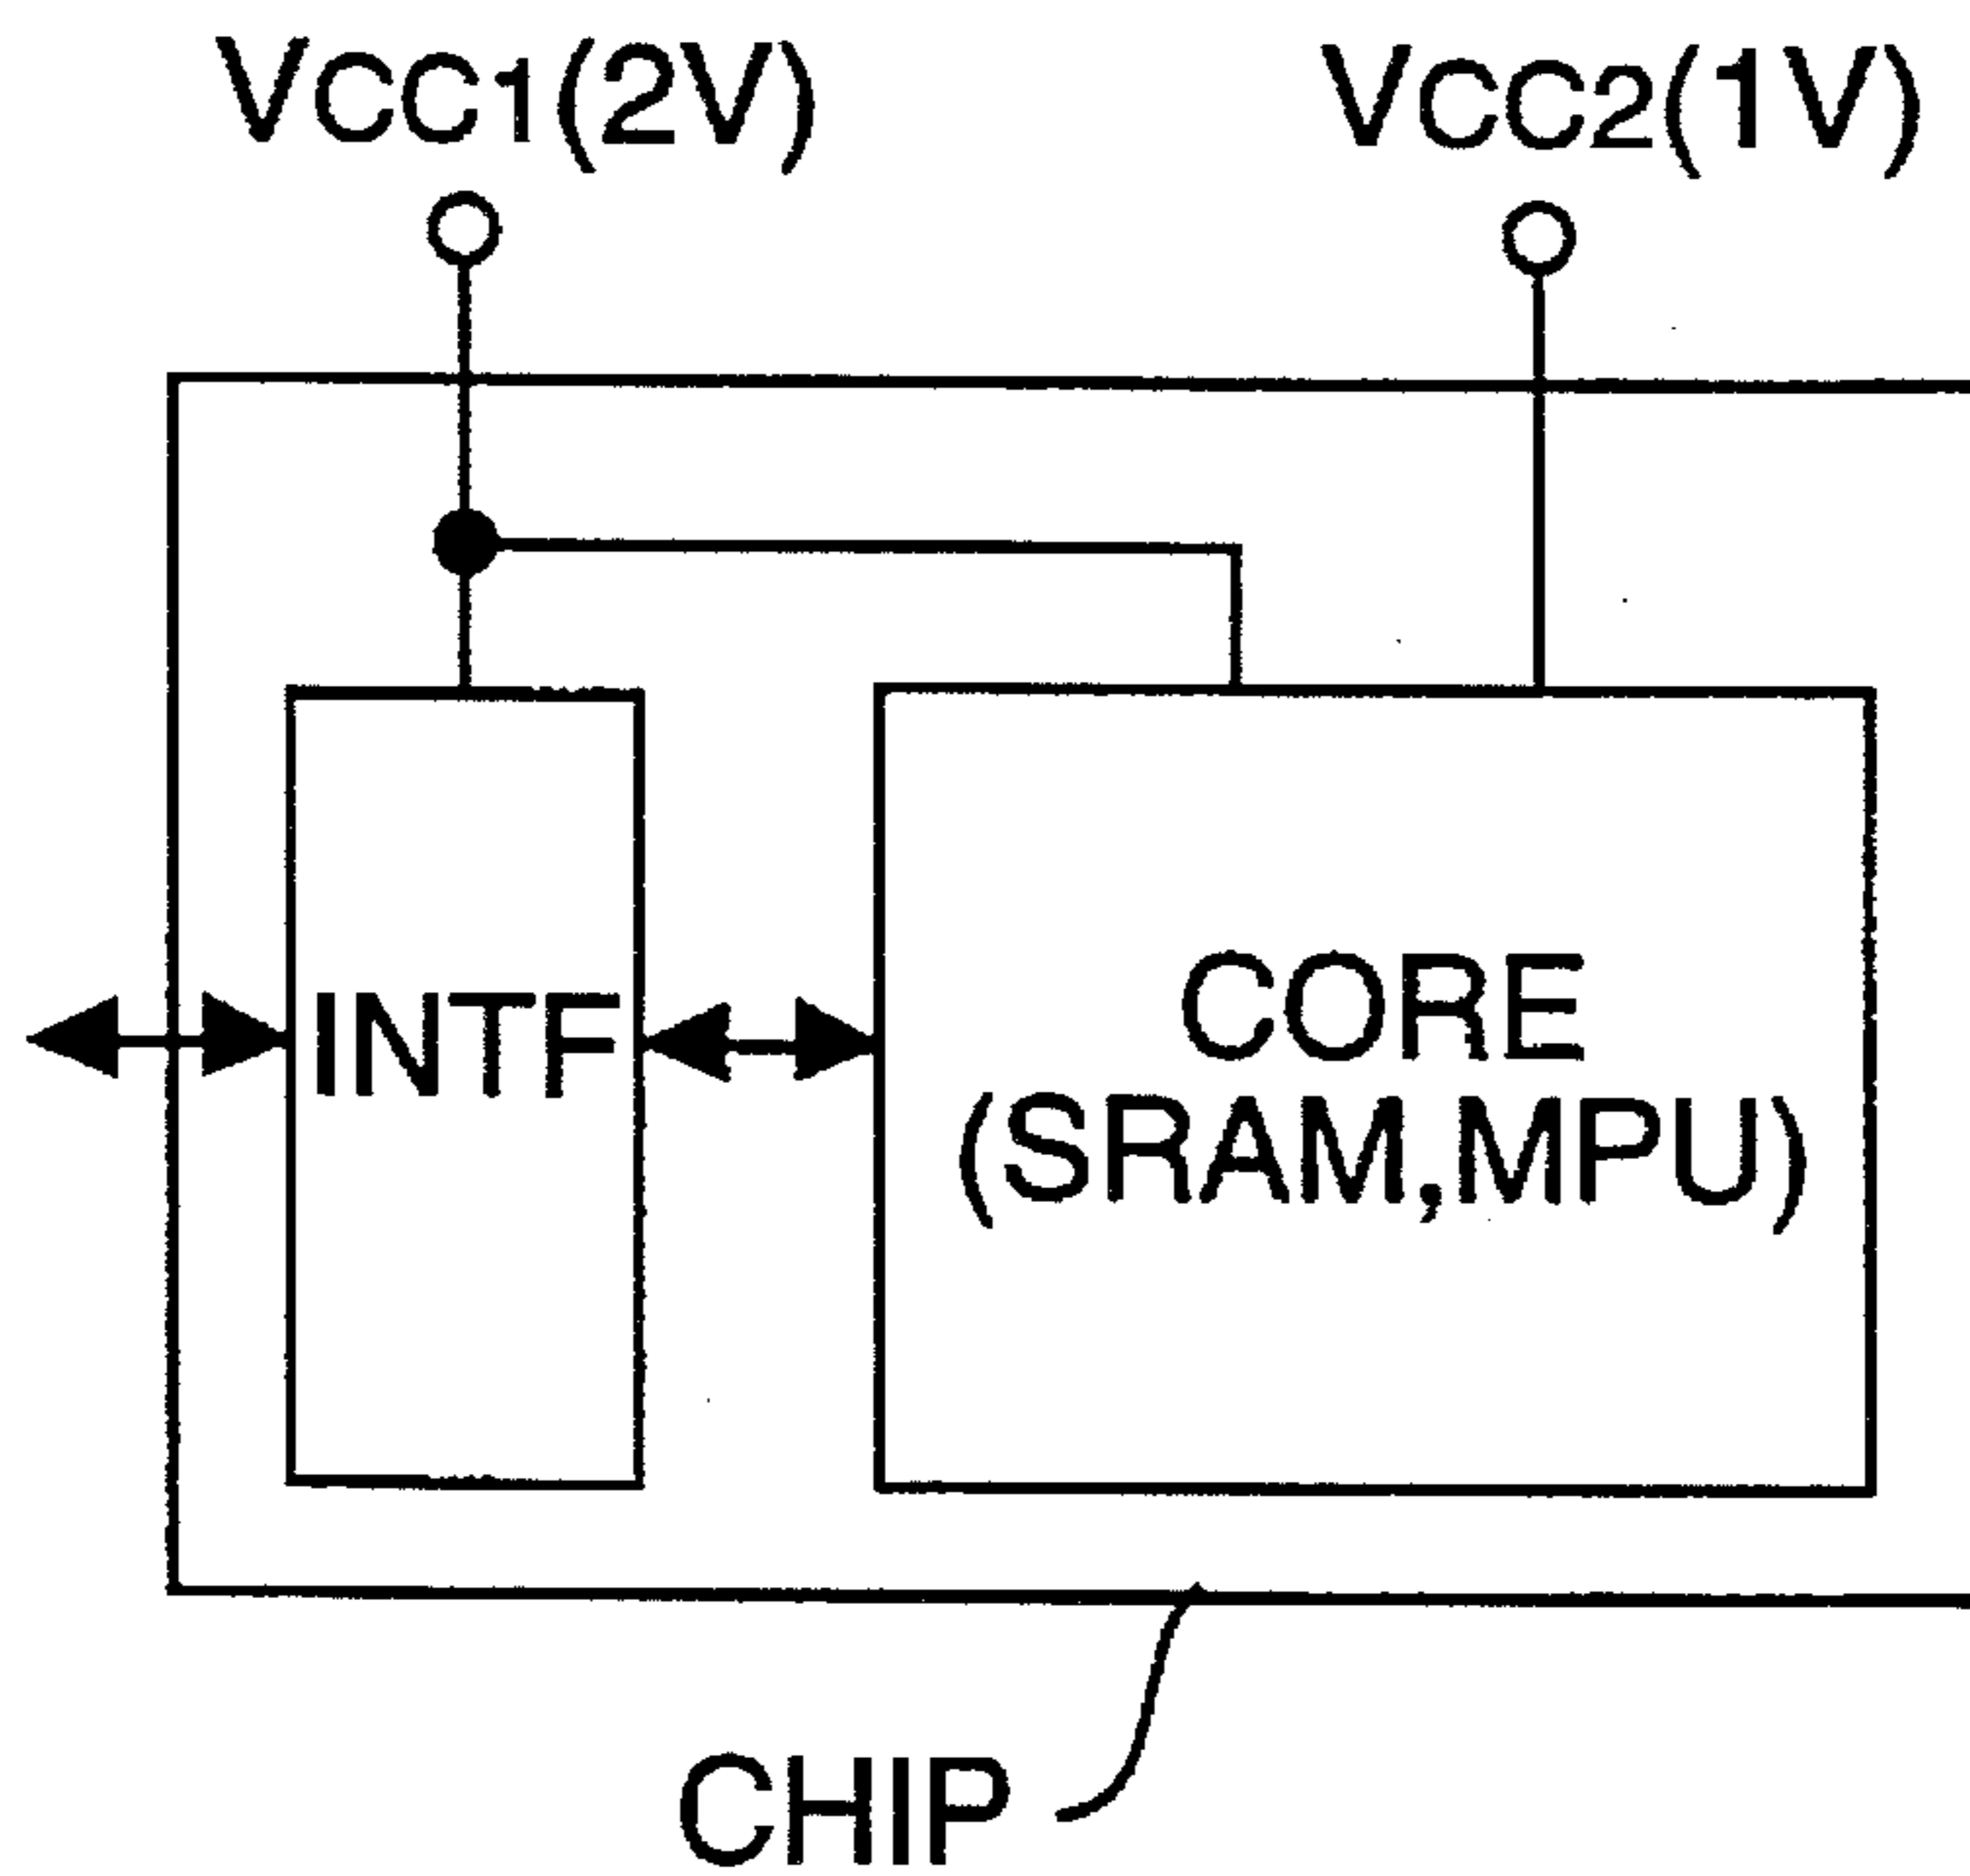 VCC1(2V) VCC2(1V)
INTF
CORE
(SRAM,MPU)
CHIP